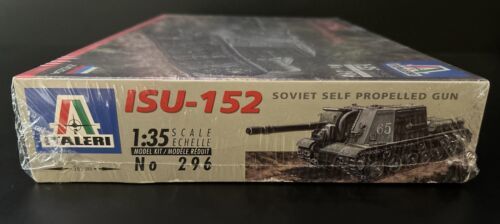 ITALERI
ISU-152
SOVIET SELF PROPELLED GUN
1:35 SCALE
ECHELLE
MODEL KIT / MODELE REDUIT
No 296
65